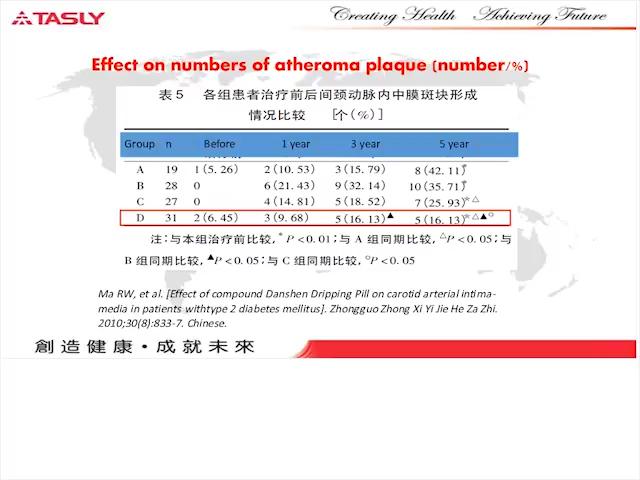 TASLY
Creating Health Achieving Future
Effect on numbers of atheroma plaque (number/%)
表 5 各组患者治疗前后间颈动脉内中膜斑块形成
情况比较 [个(%)]
Group n Before 1 year 3 year 5 year
A 19 1(5.26) 2(10.53) 3(15.79) 8(42.11)*
B 28 0 6(21.43) 9(32.14) 10(35.71)*
C 27 0 4(14.81) 5(18.52) 7(25.93)*△
D 31 2(6.45) 3(9.68) 5(16.13)▲ 5(16.13)*△▲○
注:与本组治疗前比较,*P<0.01;与 A 组同期比较,△P<0.05;与
B 组同期比较,▲P<0.05;与 C 组同期比较,○P<0.05
Ma RW, et al. [Effect of compound Danshen Dripping Pill on carotid arterial intima-
media in patients withtype 2 diabetes mellitus]. Zhongguo Zhong Xi Yi Jie He Za Zhi.
2010;30(8):833-7. Chinese.
創造健康·成就未來